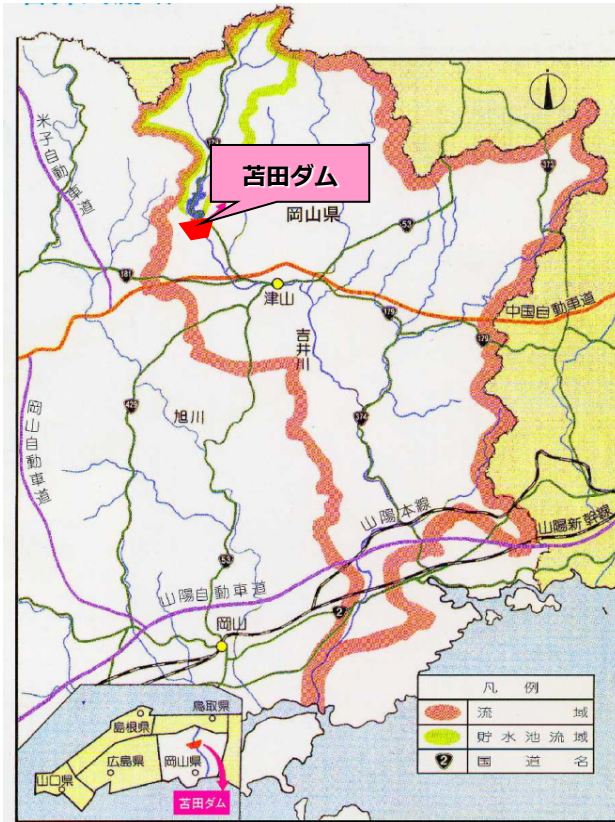 苫田ダム
岡山県
米子自動車道
179
373
53
181
津山
中国自動車道
179
179
吉井川
429
旭川
374
岡山自動車道
山陽本線
山陽新幹線
53
山陽自動車道
2
岡山
凡例
流域
貯水池流域
2 国道名
鳥取県
島根県
広島県
岡山県
山口県
苫田ダム